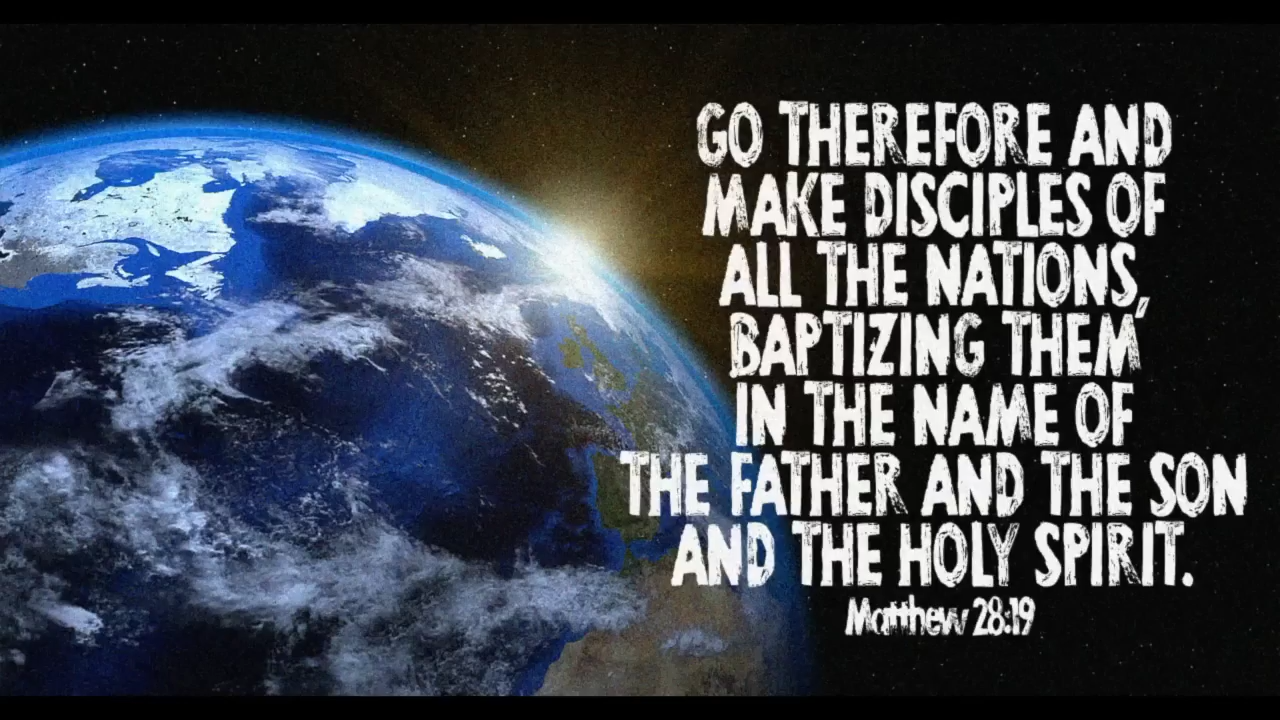 GO THEREFORE AND
MAKE DISCIPLES OF
ALL THE NATIONS,
BAPTIZING THEM
IN THE NAME OF
THE FATHER AND THE SON
AND THE HOLY SPIRIT.
Matthew 28:19